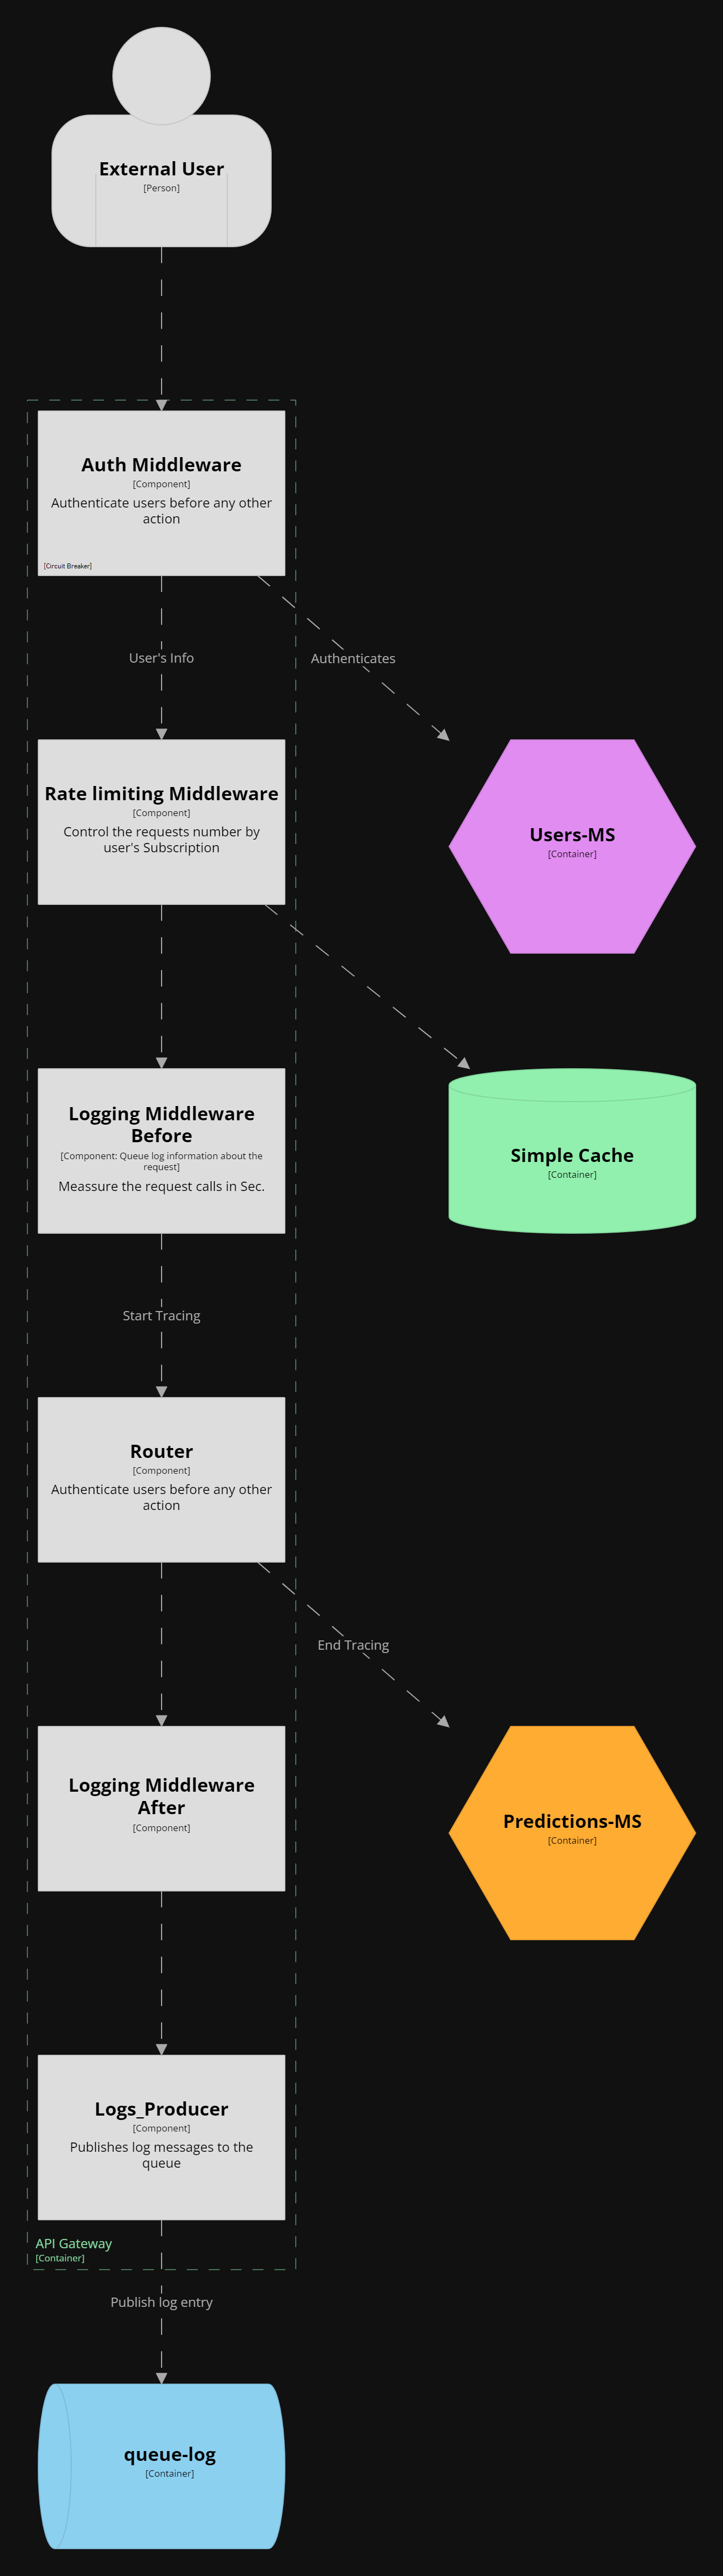 External User
[Person]
Auth Middleware
[Component]
Authenticate users before any other
action
[Circuit Breaker]
User's Info
Authenticates
Rate limiting Middleware
[Component]
Control the requests number by
user's Subscription
Users-MS
[Container]
Logging Middleware
Before
[Component: Queue log information about the
request]
Meassure the request calls in Sec.
Simple Cache
[Container]
Start Tracing
Router
[Component]
Authenticate users before any other
action
End Tracing
Logging Middleware
After
[Component]
Predictions-MS
[Container]
Logs_Producer
[Component]
Publishes log messages to the
queue
API Gateway
[Container]
Publish log entry
queue-log
[Container]